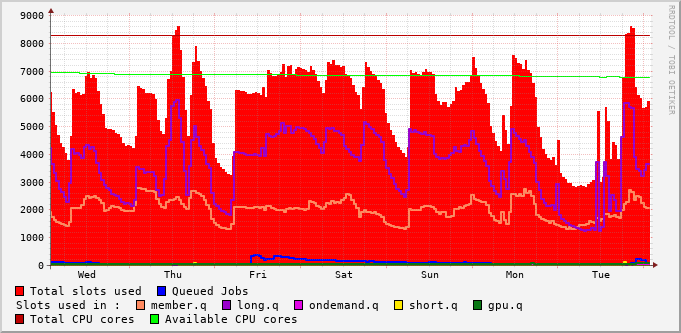 9000
8000
7000
6000
5000
4000
3000
2000
1000
0
Wed Thu Fri Sat Sun Mon Tue
RRDTOOL / TOBI OETIKER
Total slots used Queued Jobs
Slots used in : member.q long.q ondemand.q short.q gpu.q
Total CPU cores Available CPU cores